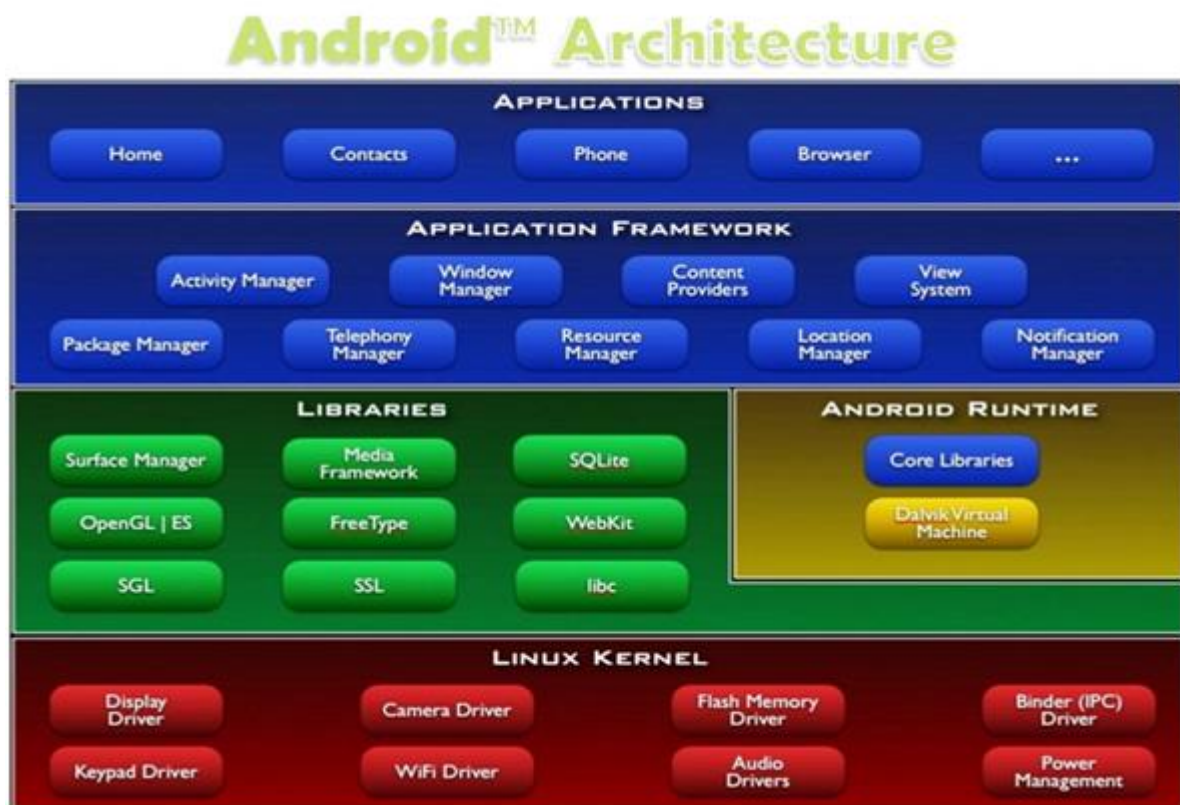 Android™ Architecture
APPLICATIONS
Home
Contacts
Phone
Browser
...
APPLICATION FRAMEWORK
Activity Manager
Window
Manager
Content
Providers
View
System
Package Manager
Telephony
Manager
Resource
Manager
Location
Manager
Notification
Manager
LIBRARIES
Surface Manager
Media
Framework
SQLite
OpenGL | ES
FreeType
WebKit
SGL
SSL
libc
ANDROID RUNTIME
Core Libraries
Dalvik Virtual
Machine
LINUX KERNEL
Display
Driver
Camera Driver
Flash Memory
Driver
Binder (IPC)
Driver
Keypad Driver
WiFi Driver
Audio
Drivers
Power
Management